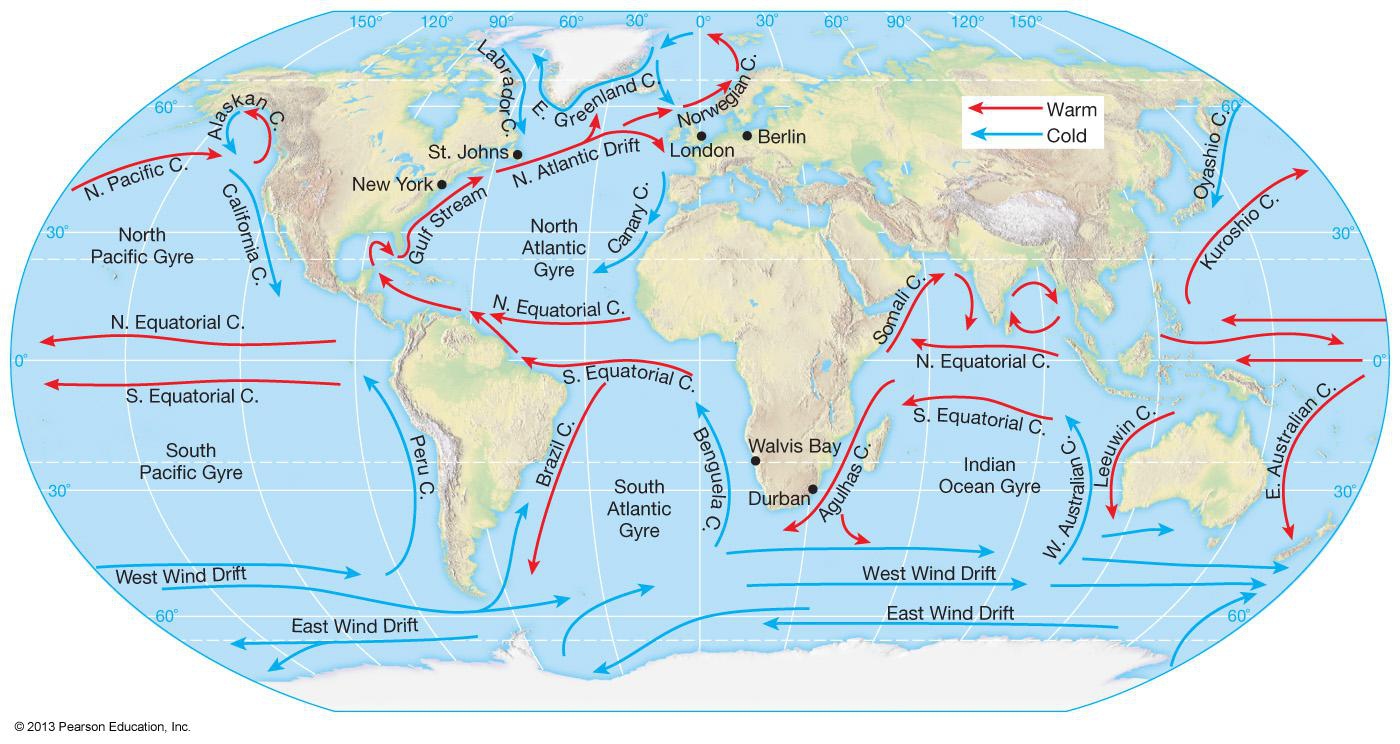 150°
120°
90°
60°
30°
0°
30°
60°
90°
120°
150°
60°
60°
30°
30°
0°
0°
30°
30°
60°
60°
Warm
Cold
Labrador C.
E. Greenland C.
Norwegian C.
Alaskan C.
N. Pacific C.
California C.
St. Johns
New York
London
Berlin
N. Atlantic Drift
Gulf Stream
Canary C.
Oyashio C.
Kuroshio C.
North
Pacific Gyre
North
Atlantic
Gyre
N. Equatorial C.
N. Equatorial C.
Somali C.
N. Equatorial C.
S. Equatorial C.
S. Equatorial C.
S. Equatorial C.
South
Pacific Gyre
Peru C.
Brazil C.
South
Atlantic
Gyre
Benguela C.
Walvis Bay
Durban
Agulhas C.
Indian
Ocean Gyre
W. Australian C.
Leeuwin C.
E. Australian C.
West Wind Drift
West Wind Drift
East Wind Drift
East Wind Drift
© 2013 Pearson Education, Inc.